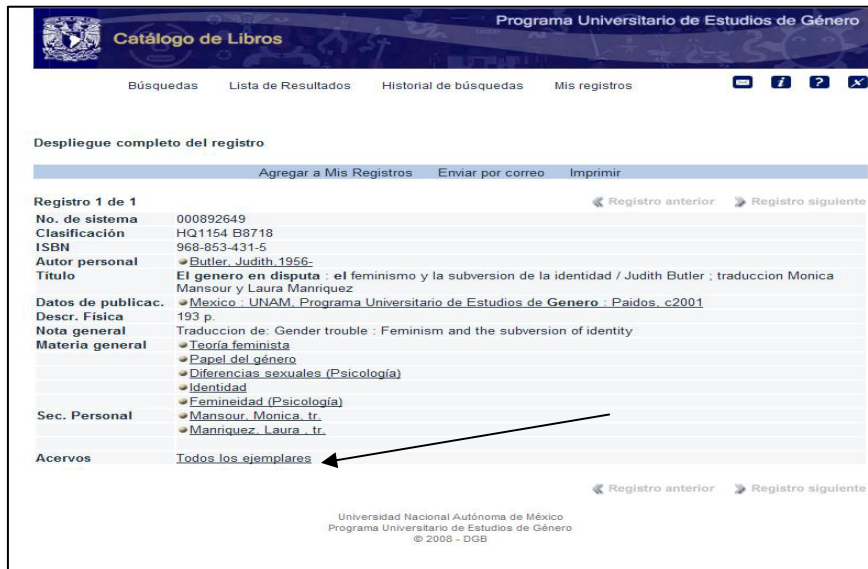 Programa Universitario de Estudios de Género
Catálogo de Libros
Búsquedas Lista de Resultados Historial de búsquedas Mis registros
Despliegue completo del registro
Agregar a Mis Registros Enviar por correo Imprimir
Registro 1 de 1 Registro anterior Registro siguiente
No. de sistema 000892649
Clasificación HQ1154 B8718
ISBN 968-853-431-5
Autor personal Butler, Judith,1956-
Título El genero en disputa : el feminismo y la subversion de la identidad / Judith Butler ; traduccion Monica
Mansour y Laura Manriquez
Datos de publicac. Mexico : UNAM, Programa Universitario de Estudios de Genero : Paidos, c2001
Descr. Física 193 p.
Nota general Traduccion de: Gender trouble : Feminism and the subversion of identity
Materia general Teoría feminista
Papel del género
Diferencias sexuales (Psicología)
Identidad
Femineidad (Psicología)
Sec. Personal Mansour, Monica, tr.
Manriquez, Laura , tr.
Acervos Todos los ejemplares
Registro anterior Registro siguiente
Universidad Nacional Autónoma de México
Programa Universitario de Estudios de Género
© 2008 - DGB